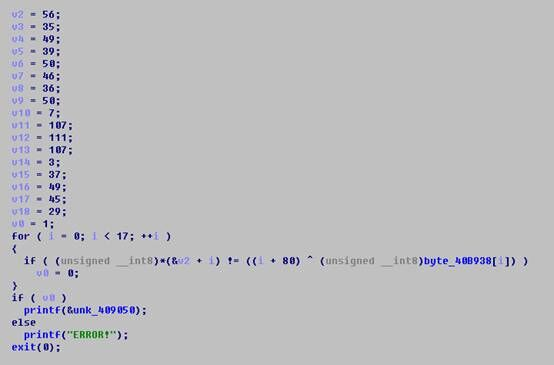 v2 = 56;
v3 = 35;
v4 = 49;
v5 = 39;
v6 = 50;
v7 = 46;
v8 = 36;
v9 = 50;
v10 = 7;
v11 = 107;
v12 = 111;
v13 = 107;
v14 = 3;
v15 = 37;
v16 = 49;
v17 = 45;
v18 = 29;
v0 = 1;
for ( i = 0; i < 17; ++i )
{
if ( (unsigned __int8)*(&v2 + i) != ((i + 80) ^ (unsigned __int8)byte_40B938[i]) )
v0 = 0;
}
if ( v0 )
printf(&unk_409050);
else
printf("ERROR!");
exit(0);